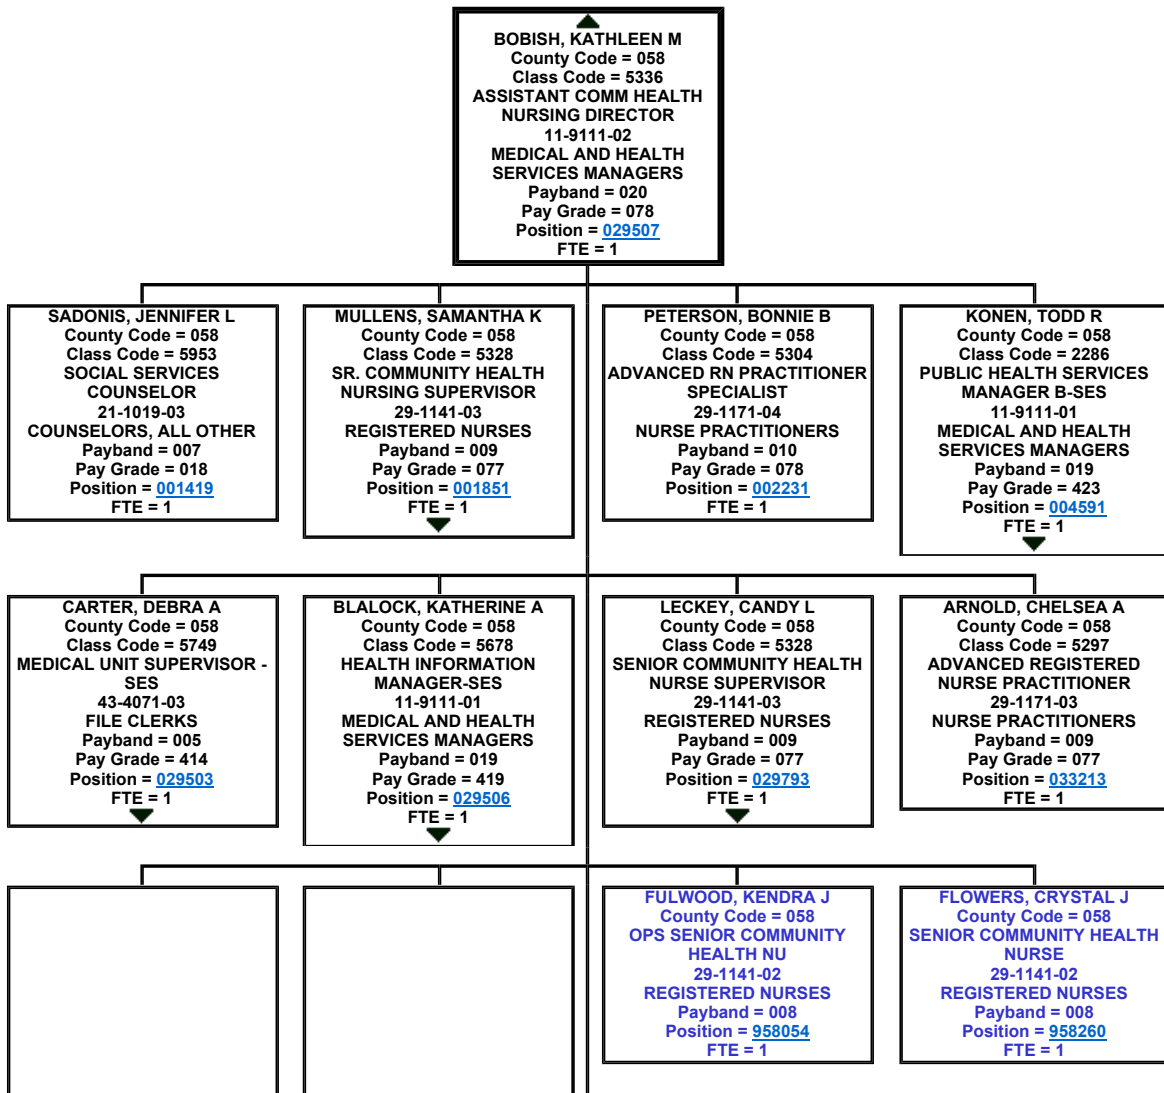 BOBISH, KATHLEEN M
County Code = 058
Class Code = 5336
ASSISTANT COMM HEALTH
NURSING DIRECTOR
11-9111-02
MEDICAL AND HEALTH
SERVICES MANAGERS
Payband = 020
Pay Grade = 078
Position = 029507
FTE = 1
SADONIS, JENNIFER L
County Code = 058
Class Code = 5953
SOCIAL SERVICES
COUNSELOR
21-1019-03
COUNSELORS, ALL OTHER
Payband = 007
Pay Grade = 018
Position = 001419
FTE = 1
MULLENS, SAMANTHA K
County Code = 058
Class Code = 5328
SR. COMMUNITY HEALTH
NURSING SUPERVISOR
29-1141-03
REGISTERED NURSES
Payband = 009
Pay Grade = 077
Position = 001851
FTE = 1
PETERSON, BONNIE B
County Code = 058
Class Code = 5304
ADVANCED RN PRACTITIONER
SPECIALIST
29-1171-04
NURSE PRACTITIONERS
Payband = 010
Pay Grade = 078
Position = 002231
FTE = 1
KONEN, TODD R
County Code = 058
Class Code = 2286
PUBLIC HEALTH SERVICES
MANAGER B-SES
11-9111-01
MEDICAL AND HEALTH
SERVICES MANAGERS
Payband = 019
Pay Grade = 423
Position = 004591
FTE = 1
CARTER, DEBRA A
County Code = 058
Class Code = 5749
MEDICAL UNIT SUPERVISOR -
SES
43-4071-03
FILE CLERKS
Payband = 005
Pay Grade = 414
Position = 029503
FTE = 1
BLALOCK, KATHERINE A
County Code = 058
Class Code = 5678
HEALTH INFORMATION
MANAGER-SES
11-9111-01
MEDICAL AND HEALTH
SERVICES MANAGERS
Payband = 019
Pay Grade = 419
Position = 029506
FTE = 1
LECKEY, CANDY L
County Code = 058
Class Code = 5328
SENIOR COMMUNITY HEALTH
NURSE SUPERVISOR
29-1141-03
REGISTERED NURSES
Payband = 009
Pay Grade = 077
Position = 029793
FTE = 1
ARNOLD, CHELSEA A
County Code = 058
Class Code = 5297
ADVANCED REGISTERED
NURSE PRACTITIONER
29-1171-03
NURSE PRACTITIONERS
Payband = 009
Pay Grade = 077
Position = 033213
FTE = 1
FULWOOD, KENDRA J
County Code = 058
OPS SENIOR COMMUNITY
HEALTH NU
29-1141-02
REGISTERED NURSES
Payband = 008
Position = 958054
FTE = 1
FLOWERS, CRYSTAL J
County Code = 058
SENIOR COMMUNITY HEALTH
NURSE
29-1141-02
REGISTERED NURSES
Payband = 008
Position = 958260
FTE = 1